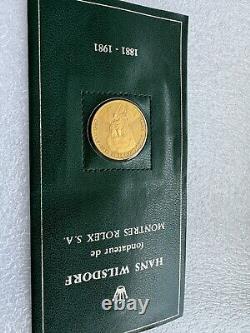 HANS WILSDORF
fondateur de
MONTRES ROLEX S.A.
1881 - 1981